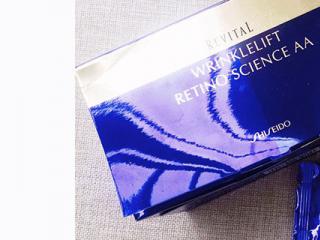 REVITAL
WRINKLELIFT
RETINO-SCIENCE AA
SHISEIDO